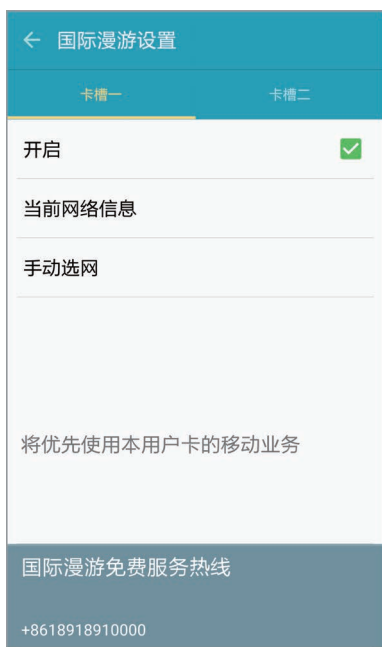 国际漫游设置
卡槽一 卡槽二
开启
当前网络信息
手动选网
将优先使用本用户卡的移动业务
国际漫游免费服务热线
+8618918910000